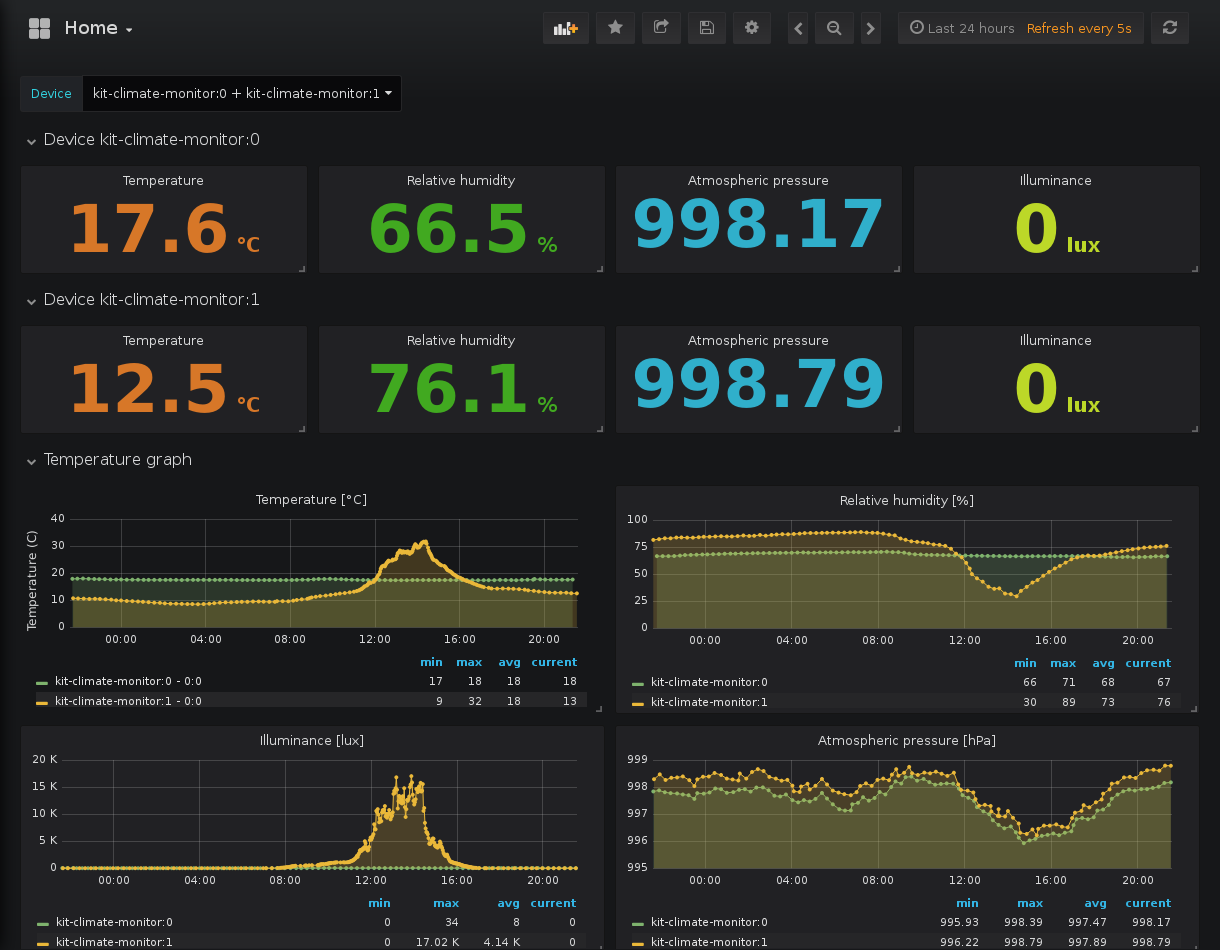 Home
Last 24 hours Refresh every 5s
Device kit-climate-monitor:0 + kit-climate-monitor:1
Device kit-climate-monitor:0
Temperature Relative humidity Atmospheric pressure Illuminance
17.6 °C 66.5 % 998.17 0 lux
Device kit-climate-monitor:1
Temperature Relative humidity Atmospheric pressure Illuminance
12.5 °C 76.1 % 998.79 0 lux
Temperature graph
Temperature [°C]
Temperature (C)
40
30
20
10
0
00:00 04:00 08:00 12:00 16:00 20:00
min max avg current
kit-climate-monitor:0 - 0:0 17 18 18 18
kit-climate-monitor:1 - 0:0 9 32 18 13
Relative humidity [%]
100
75
50
25
0
00:00 04:00 08:00 12:00 16:00 20:00
min max avg current
kit-climate-monitor:0 66 71 68 67
kit-climate-monitor:1 30 89 73 76
Illuminance [lux]
20 K
15 K
10 K
5 K
0
00:00 04:00 08:00 12:00 16:00 20:00
min max avg current
kit-climate-monitor:0 0 34 8 0
kit-climate-monitor:1 0 17.02 K 4.14 K 0
Atmospheric pressure [hPa]
999
998
997
996
995
00:00 04:00 08:00 12:00 16:00 20:00
min max avg current
kit-climate-monitor:0 995.93 998.39 997.47 998.17
kit-climate-monitor:1 996.22 998.79 997.89 998.79